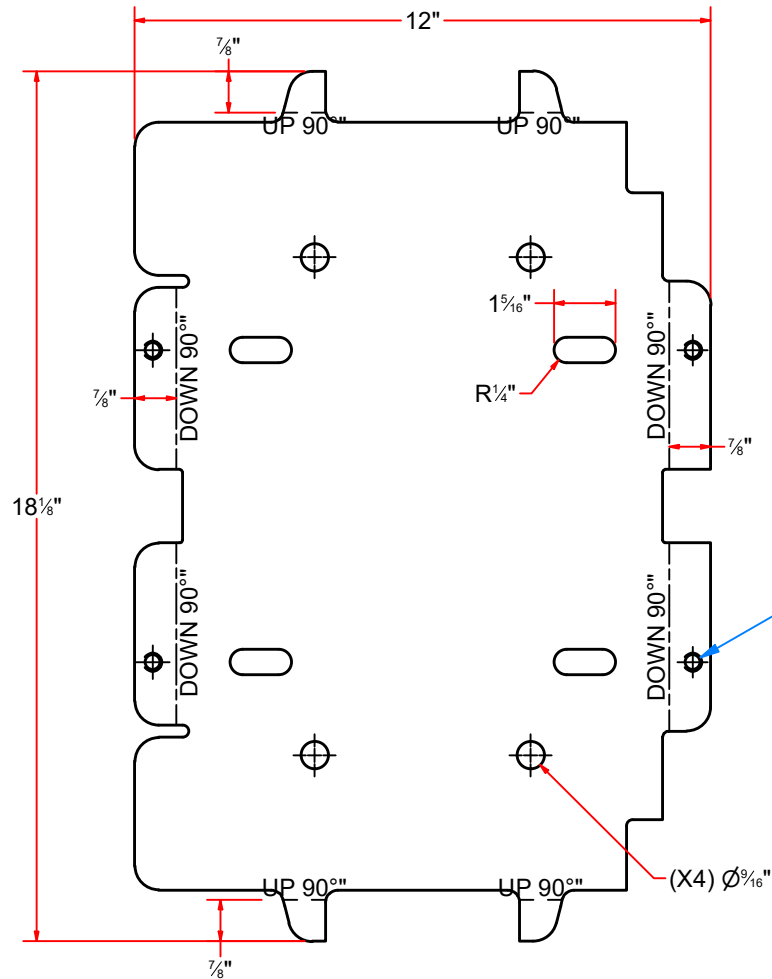 12"
⅞"
UP 90°"
UP 90°"
1⁵⁄₁₆"
R¼"
DOWN 90°"
DOWN 90°"
⅞"
⅞"
18⅛"
DOWN 90°"
DOWN 90°"
UP 90°"
UP 90°"
(X4) Ø⁹⁄₁₆"
⅞"